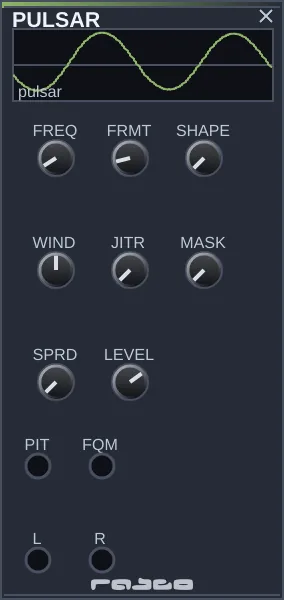 PULSAR
pulsar
FREQ FRMT SHAPE
WIND JITR MASK
SPRD LEVEL
PIT FQM
L R